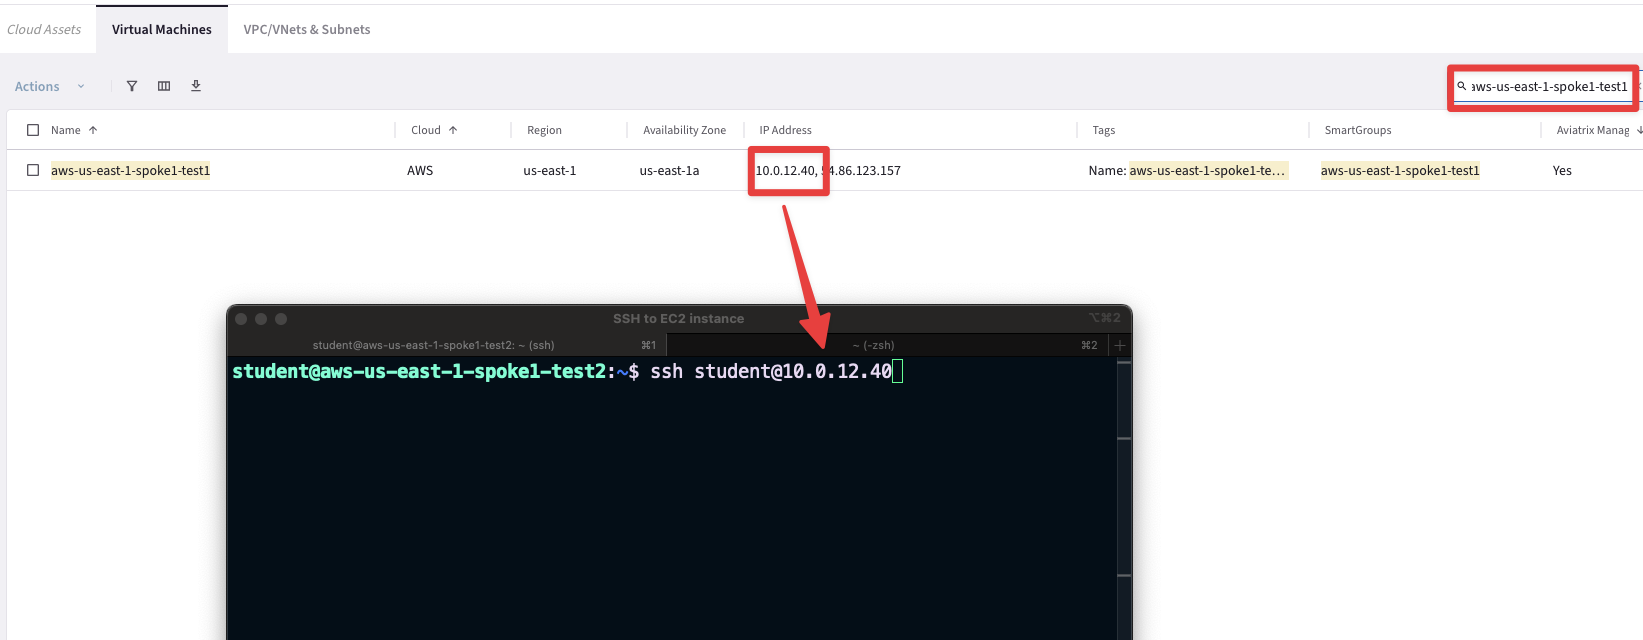 Cloud Assets Virtual Machines VPC/VNets & Subnets
Actions
aws-us-east-1-spoke1-test1
Name Cloud Region Availability Zone IP Address Tags SmartGroups Aviatrix Manag
aws-us-east-1-spoke1-test1 AWS us-east-1 us-east-1a 10.0.12.40, 54.86.123.157 Name: aws-us-east-1-spoke1-te... aws-us-east-1-spoke1-test1 Yes
SSH to EC2 instance ⌥⌘2
student@aws-us-east-1-spoke1-test2: ~ (ssh) ⌘1 ~ (-zsh) ⌘2 +
student@aws-us-east-1-spoke1-test2:~$ ssh student@10.0.12.40